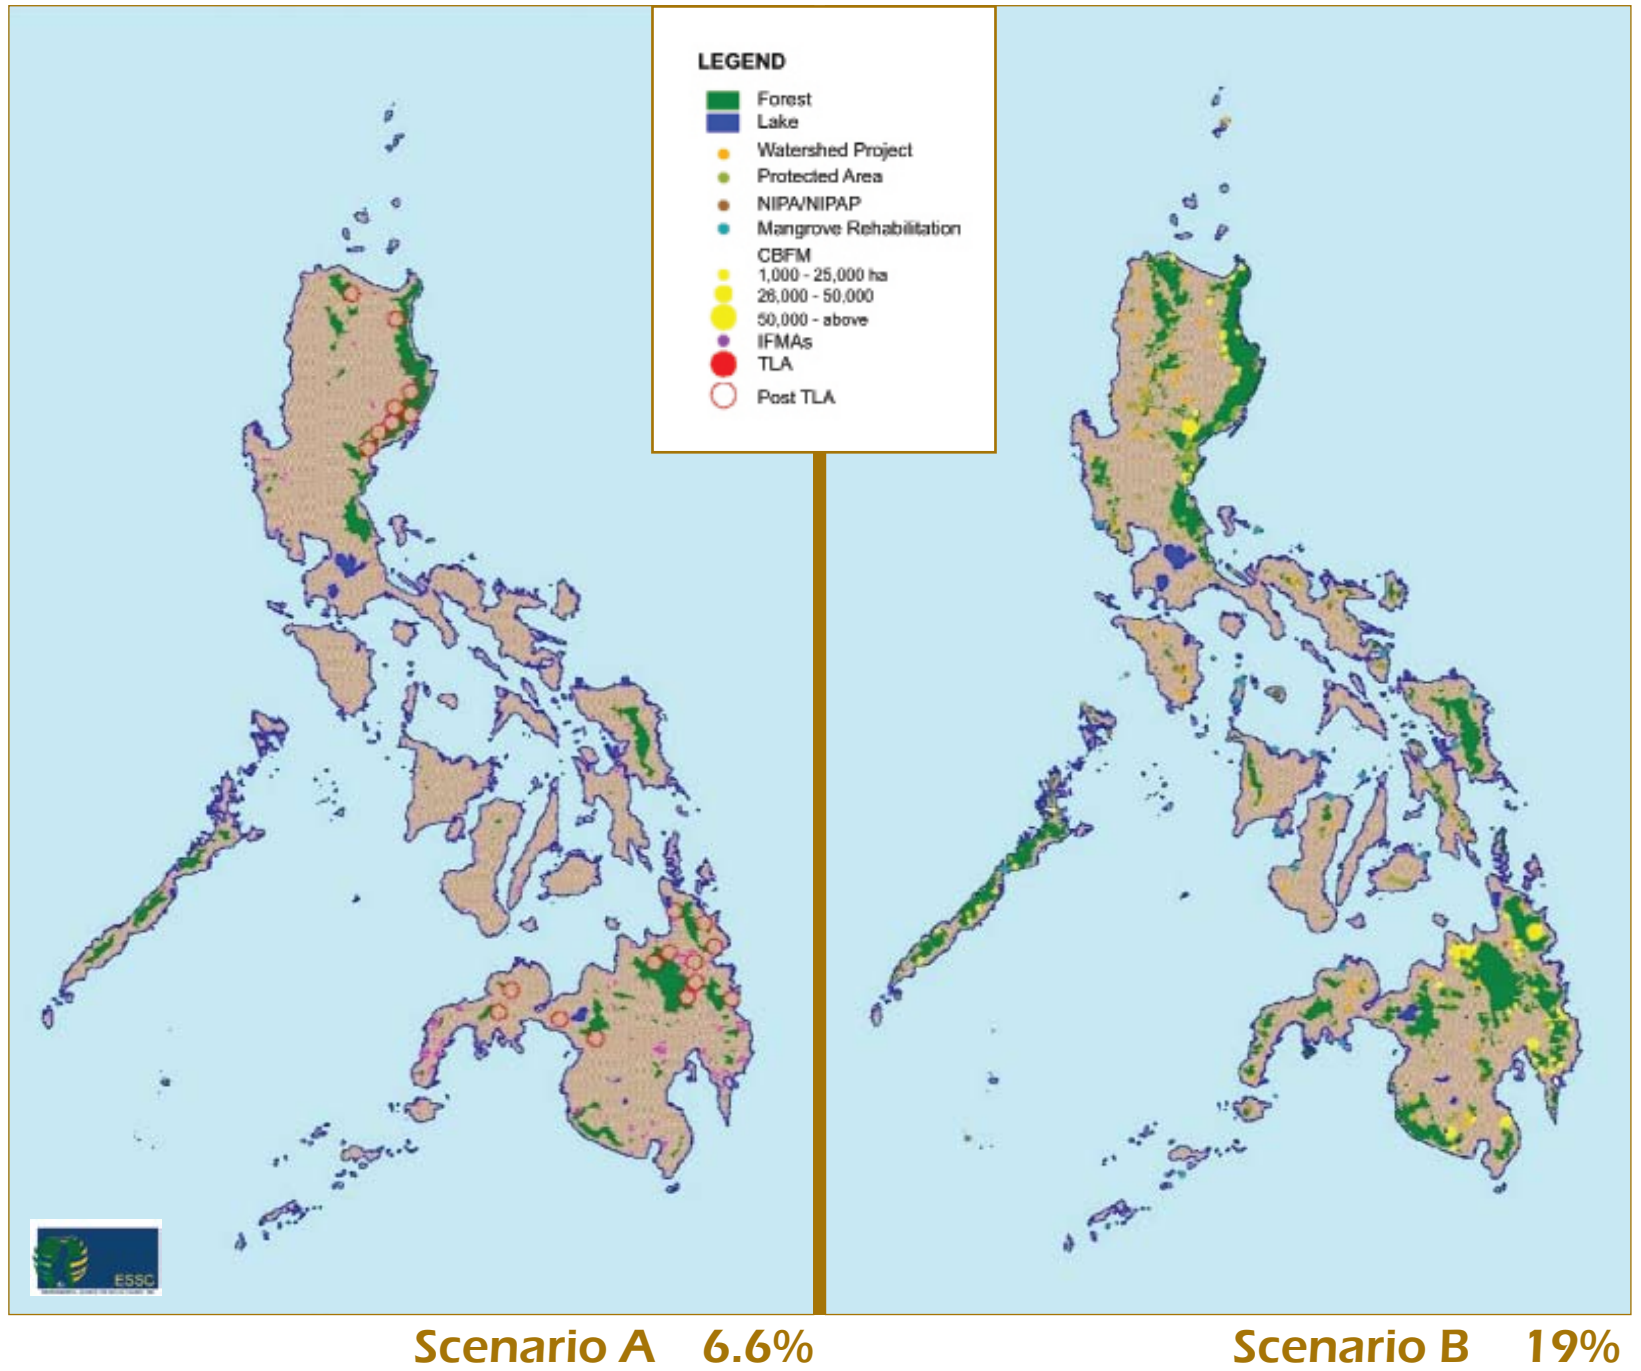 LEGEND
Forest
Lake
Watershed Project
Protected Area
NIPA/NIPAP
Mangrove Rehabilitation
CBFM
1,000 - 25,000 ha
26,000 - 50,000
50,000 - above
IFMAs
TLA
Post TLA
ESSC
Scenario A 6.6%
Scenario B 19%